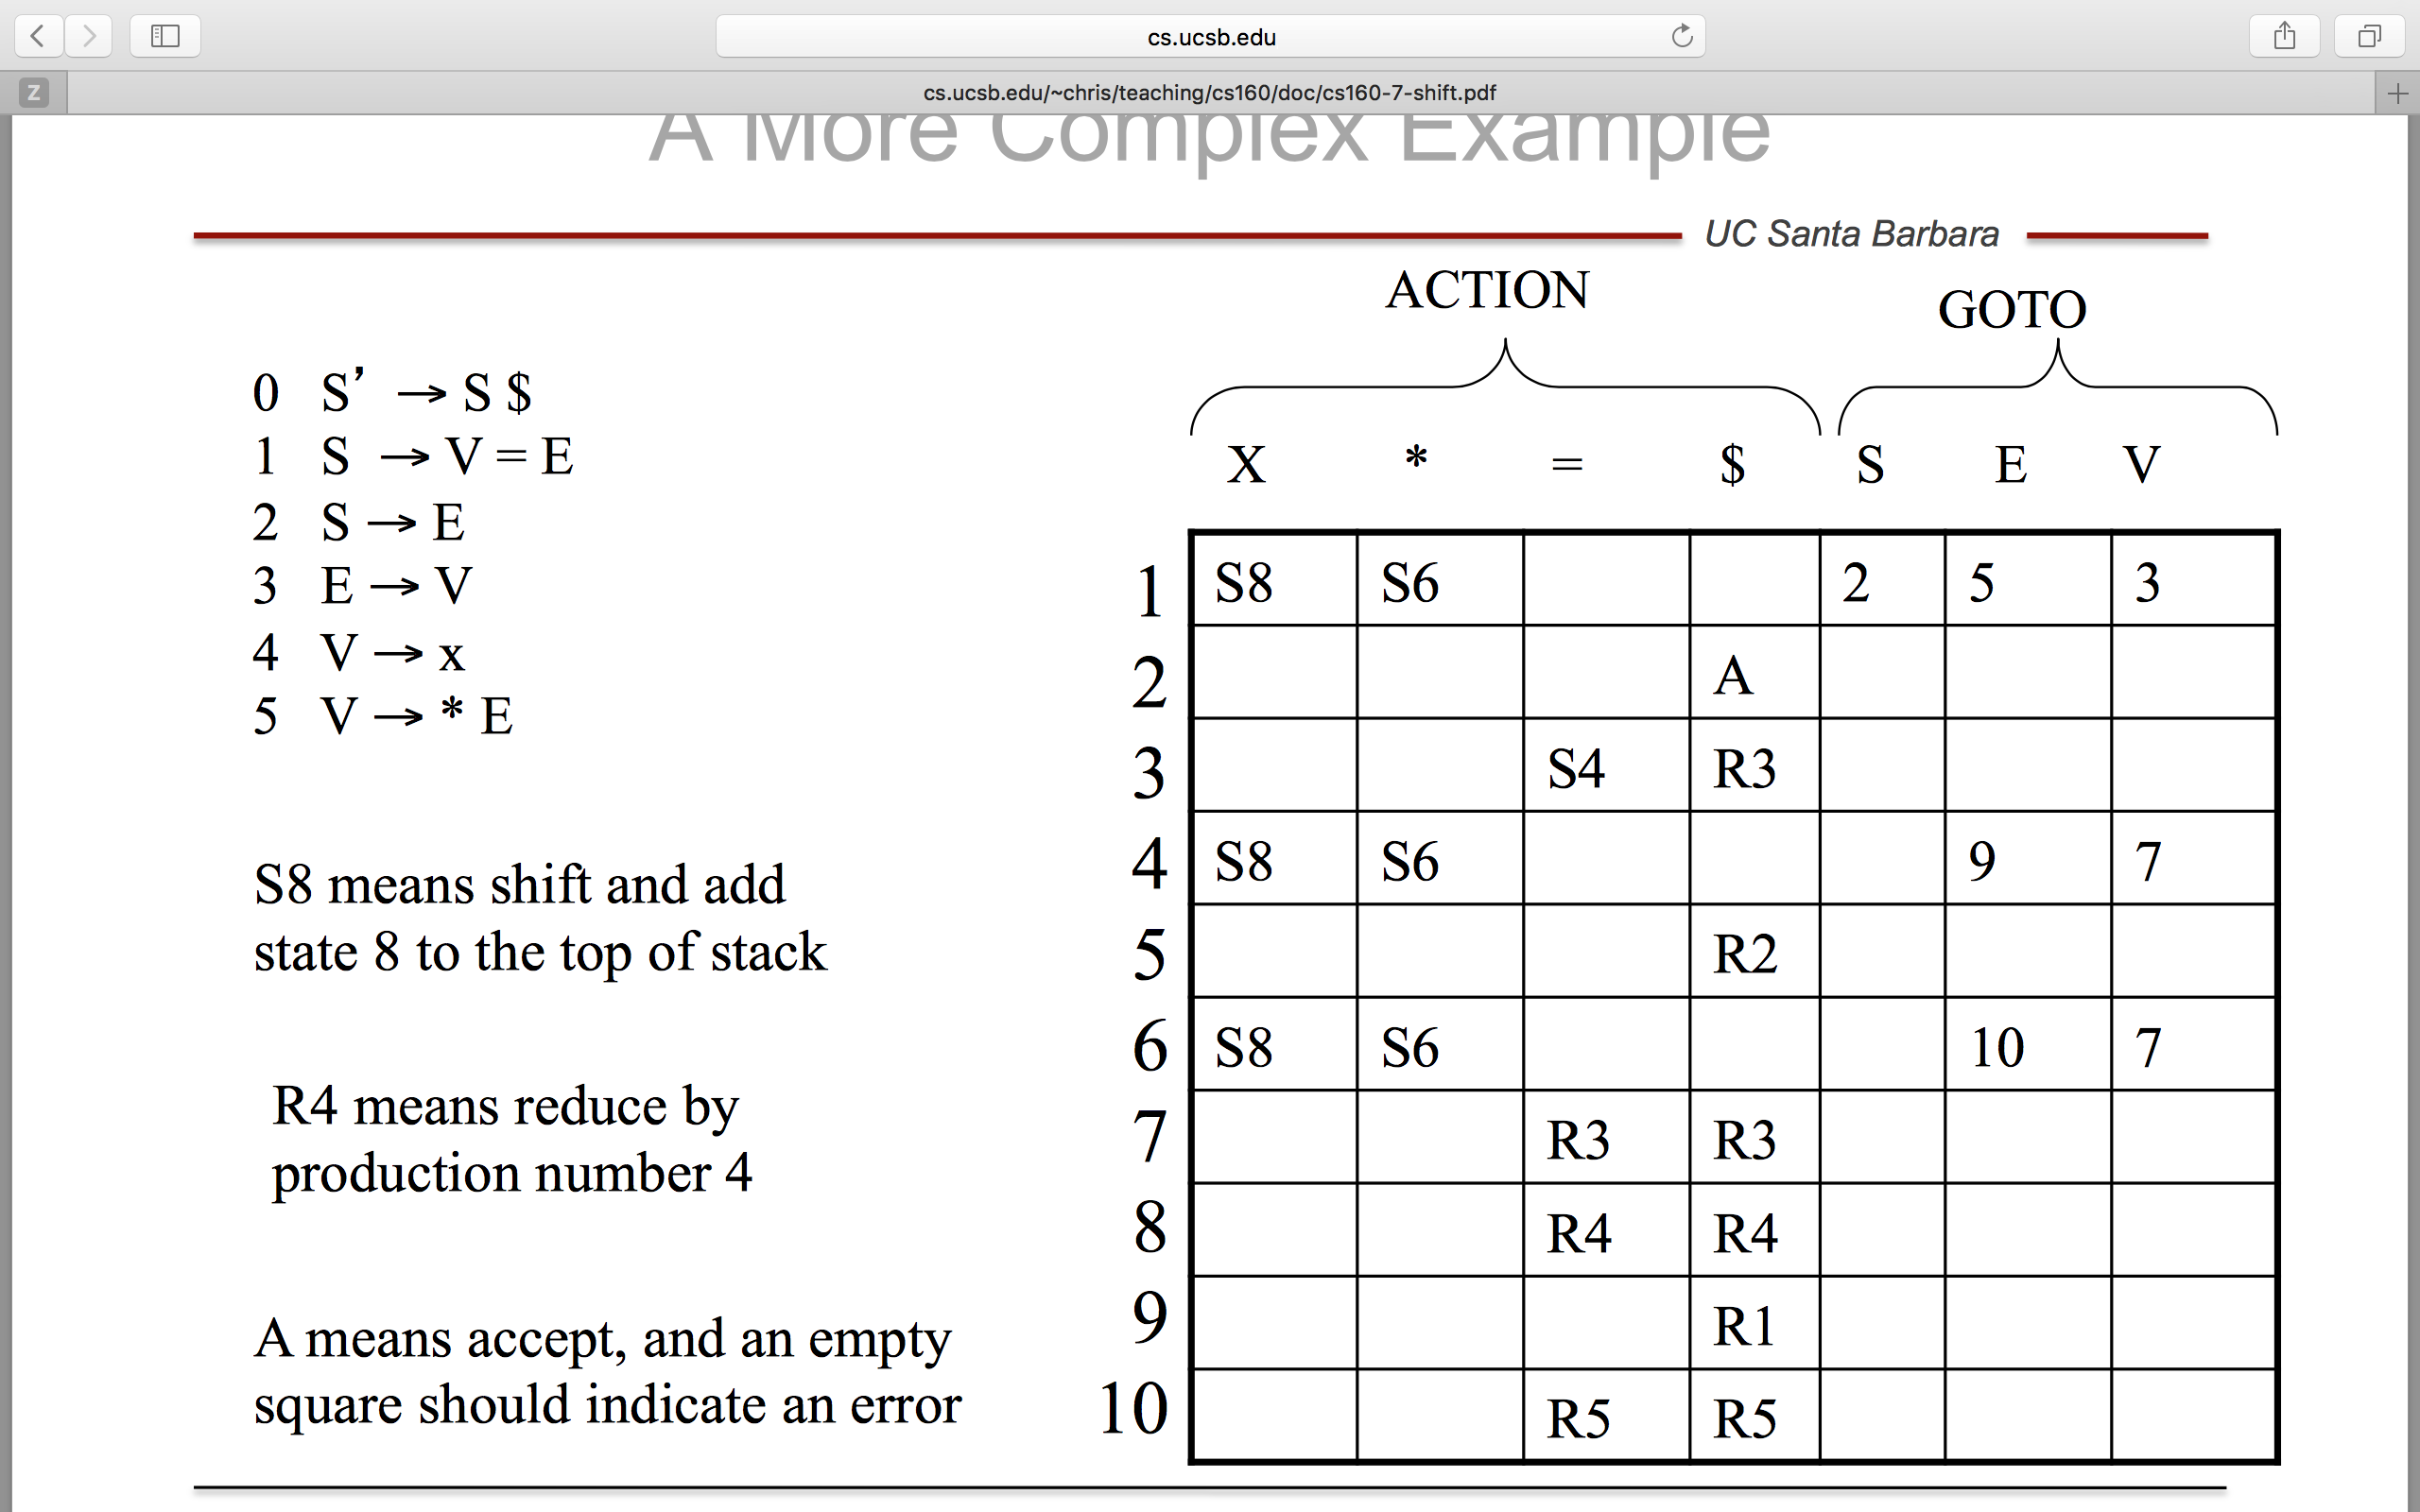 cs.ucsb.edu
Z
cs.ucsb.edu/~chris/teaching/cs160/doc/cs160-7-shift.pdf
+
A More Complex Example
UC Santa Barbara
0 S’ → S $
1 S → V = E
2 S → E
3 E → V
4 V → x
5 V → * E
S8 means shift and add
state 8 to the top of stack
R4 means reduce by
production number 4
A means accept, and an empty
square should indicate an error
ACTION GOTO
X * = $ S E V
1 S8 S6 2 5 3
2 A
3 S4 R3
4 S8 S6 9 7
5 R2
6 S8 S6 10 7
7 R3 R3
8 R4 R4
9 R1
10 R5 R5